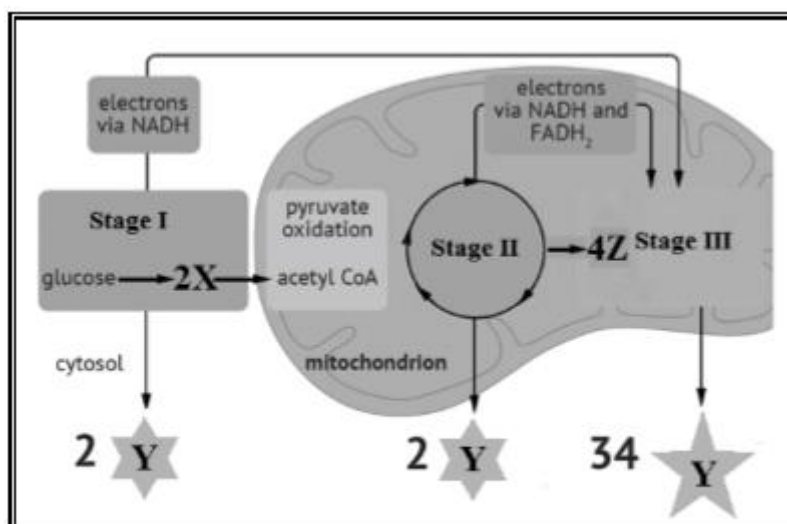 electrons
via NADH
electrons
via NADH and
FADH₂
Stage I
glucose 2X
pyruvate
oxidation
acetyl CoA
Stage II
4Z Stage III
cytosol
mitochondrion
2 Y
2 Y
34 Y